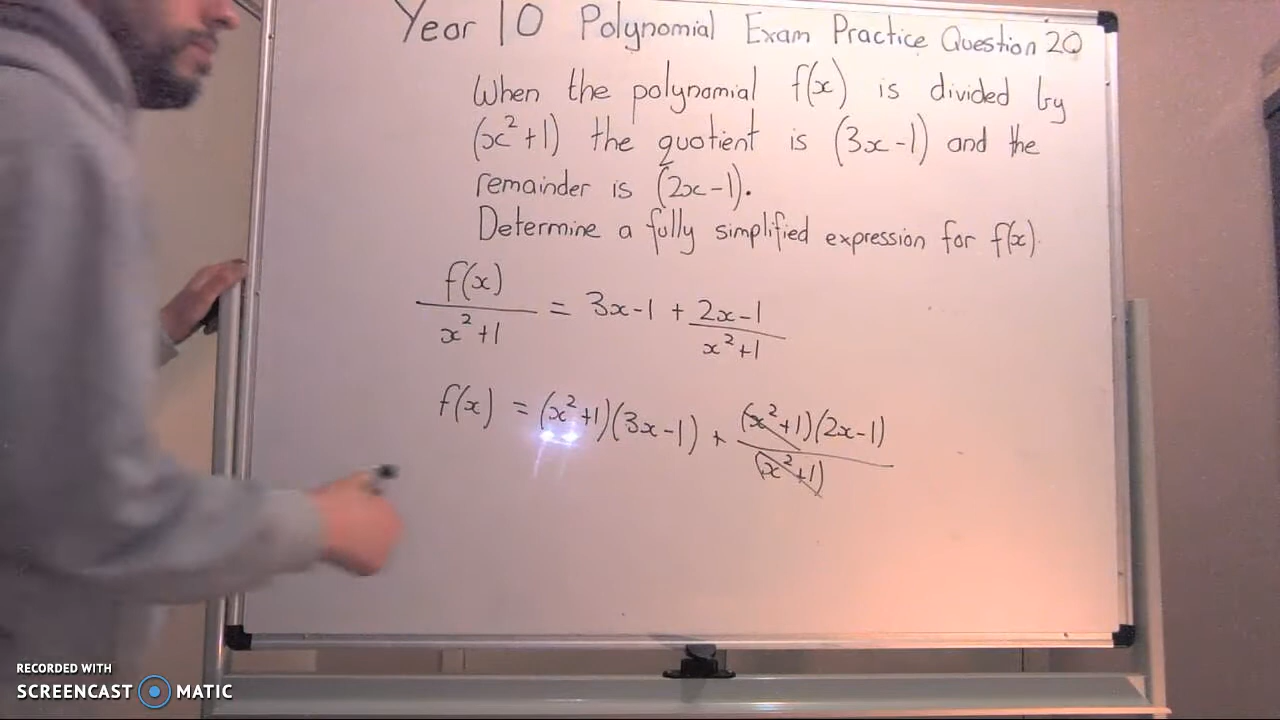 Year 10 Polynomial Exam Practice Question 20
When the polynomial f(x) is divided by
(x²+1) the quotient is (3x-1) and the
remainder is (2x-1).
Determine a fully simplified expression for f(x).
f(x)/x²+1 = 3x-1 + 2x-1/x²+1
f(x) = (x²+1)(3x-1) + (x²+1)(2x-1)/(x²+1)
RECORDED WITH
SCREENCAST MATIC